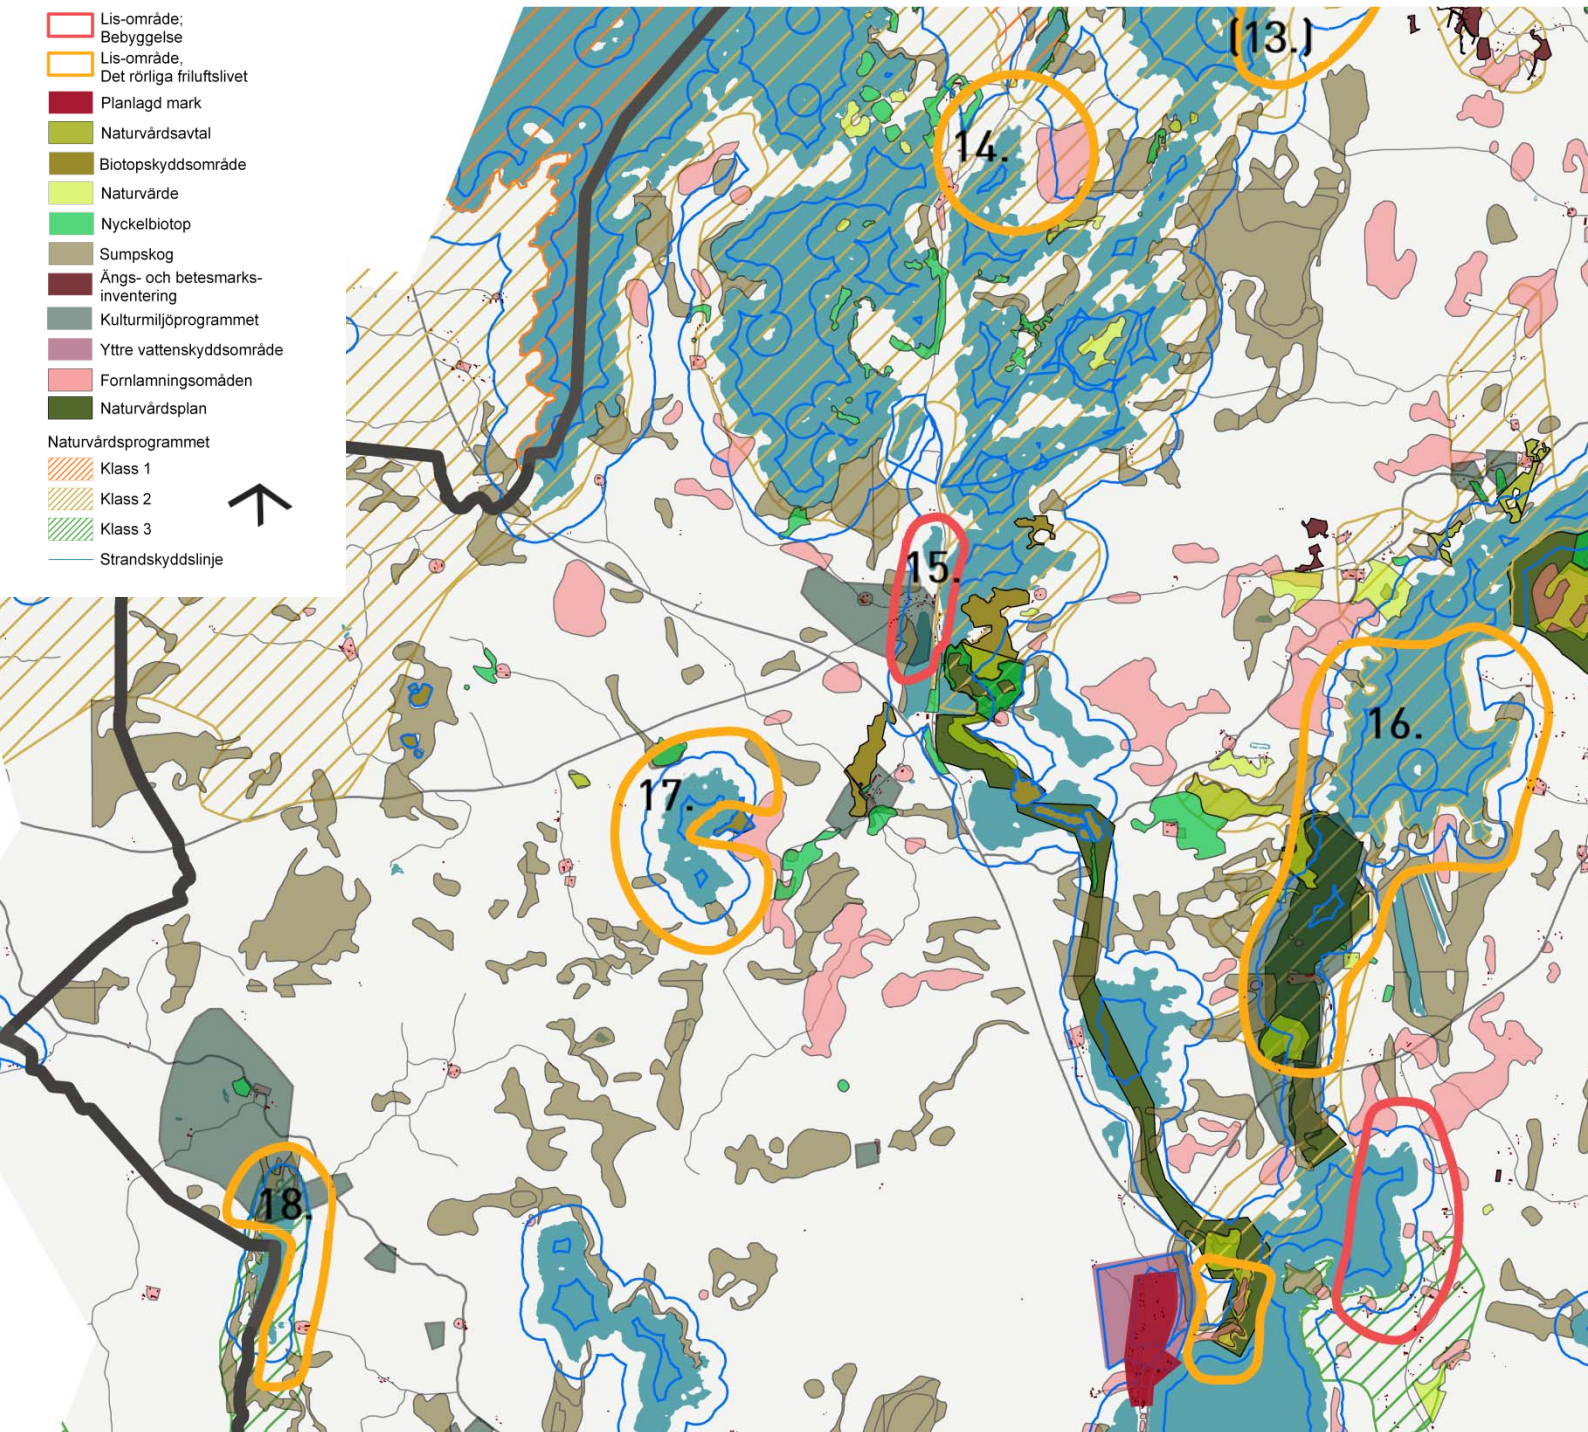 Lis-område;
Bebyggelse
Lis-område,
Det rörliga friluftslivet
Planlagd mark
Naturvårdsavtal
Biotopskyddsområde
Naturvärde
Nyckelbiotop
Sumpskog
Ängs- och betesmarks-
inventering
Kulturmiljöprogrammet
Yttre vattenskyddsområde
Fornlamningsomåden
Naturvårdsplan
Naturvårdsprogrammet
Klass 1
Klass 2
Klass 3
Strandskyddslinje
(13.)
14.
15.
16.
17.
18.